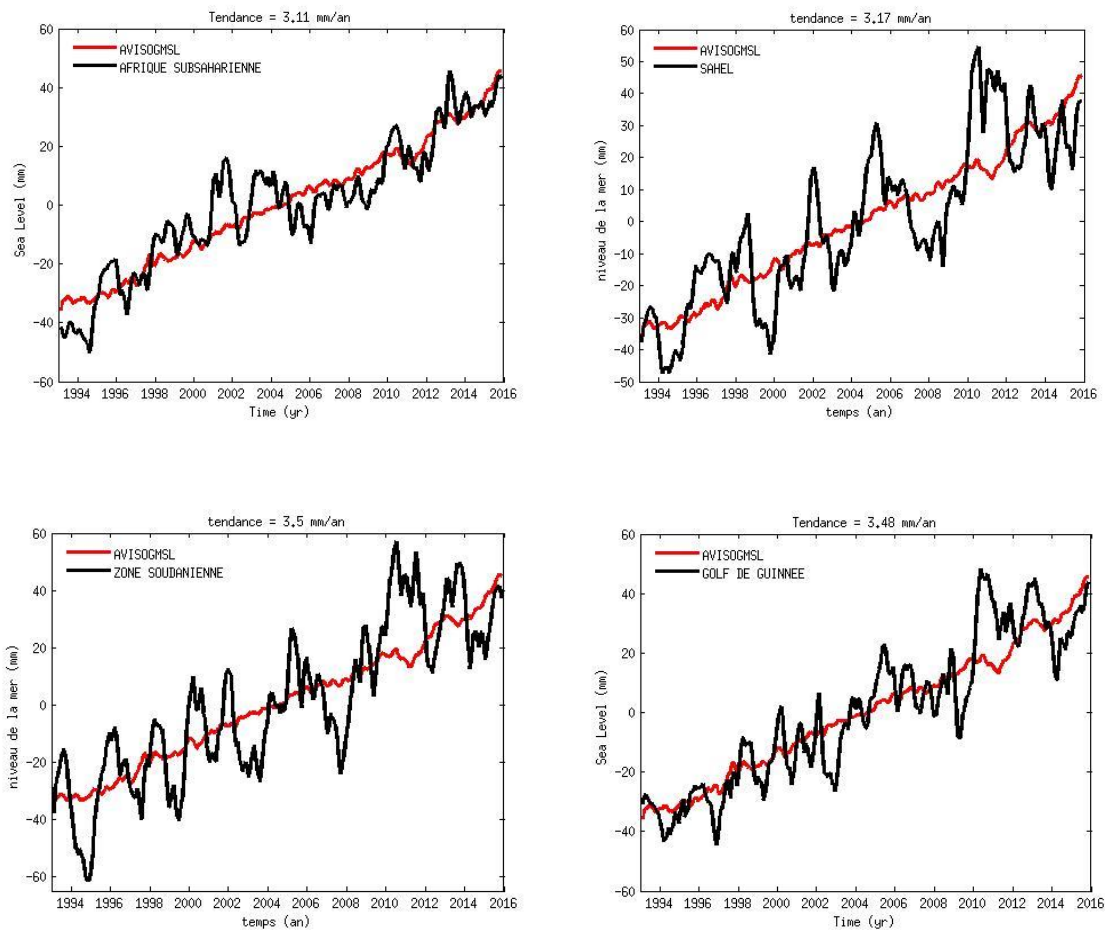 Tendance = 3.11 mm/an
60
40
20
0
-20
-40
-60
Sea Level (mm)
AVISOGMSL
AFRIQUE SUBSAHARIENNE
1994 1996 1998 2000 2002 2004 2006 2008 2010 2012 2014 2016
Time (yr)
tendance = 3.17 mm/an
60
50
40
30
20
10
0
-10
-20
-30
-40
-50
niveau de la mer (mm)
AVISOGMSL
SAHEL
1994 1996 1998 2000 2002 2004 2006 2008 2010 2012 2014 2016
temps (an)
tendance = 3.5 mm/an
60
40
20
0
-20
-40
-60
niveau de la mer (mm)
AVISOGMSL
ZONE SOUDANIENNE
1994 1996 1998 2000 2002 2004 2006 2008 2010 2012 2014 2016
temps (an)
Tendance = 3.48 mm/an
60
40
20
0
-20
-40
-60
Sea Level (mm)
AVISOGMSL
GOLF DE GUINNEE
1994 1996 1998 2000 2002 2004 2006 2008 2010 2012 2014 2016
Time (yr)